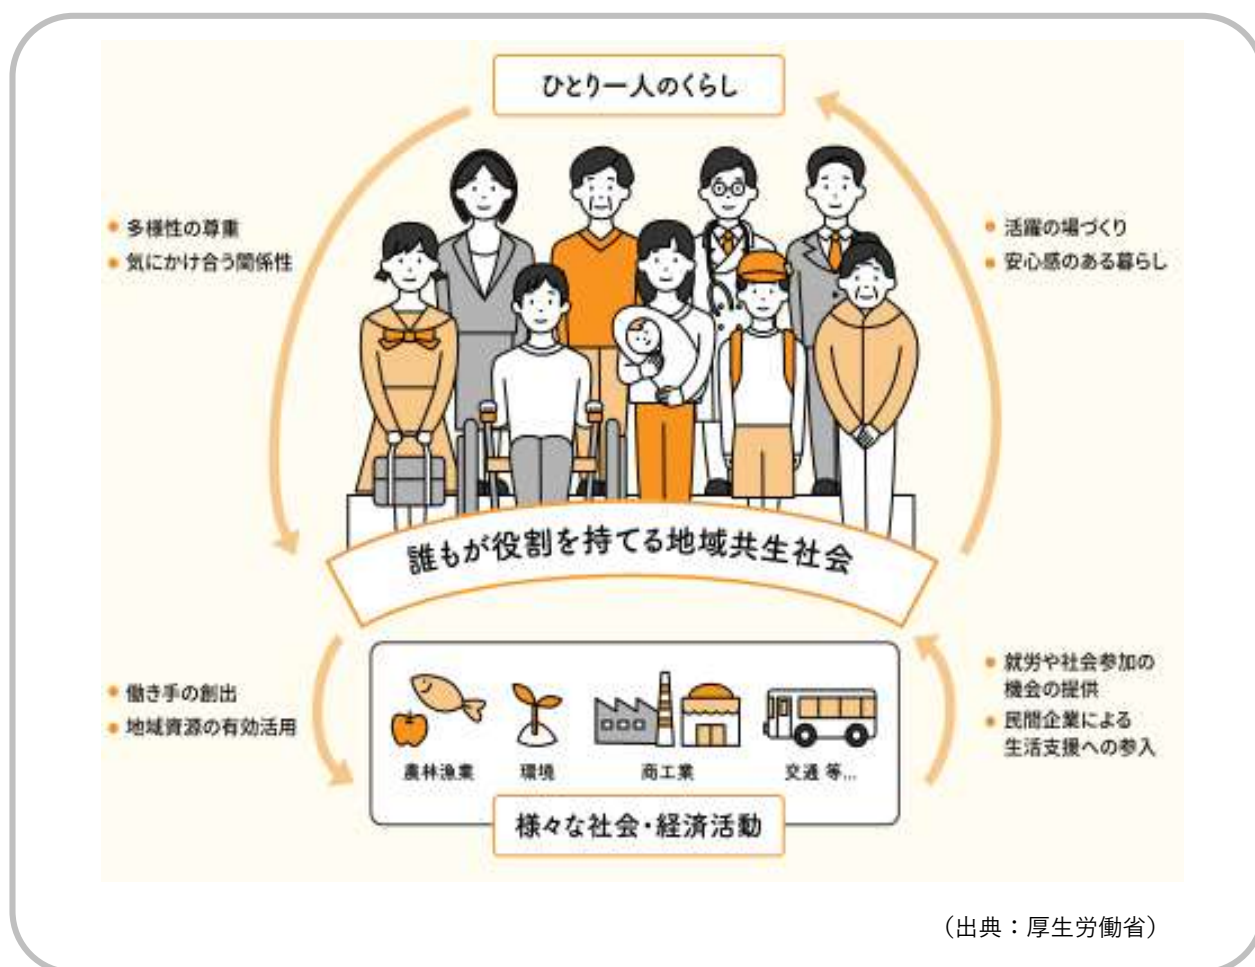 ひとり一人のくらし
● 多様性の尊重
● 気にかけ合う関係性
● 活躍の場づくり
● 安心感のある暮らし
誰もが役割を持てる地域共生社会
● 働き手の創出
● 地域資源の有効活用
● 就労や社会参加の
機会の提供
● 民間企業による
生活支援への参入
農林漁業 環境 商工業 交通 等...
様々な社会・経済活動
（出典：厚生労働省）